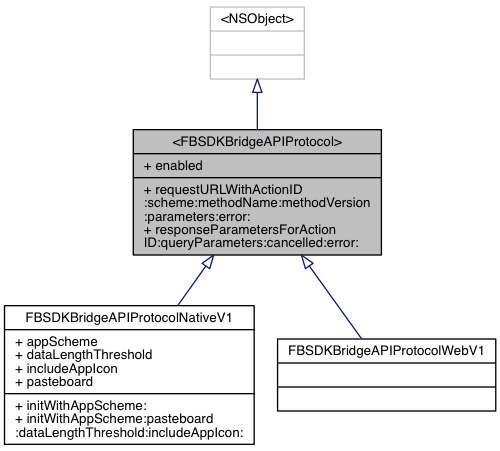 <NSObject>
<FBSDKBridgeAPIProtocol>
+ enabled
+ requestURLWithActionID
:scheme:methodName:methodVersion
:parameters:error:
+ responseParametersForAction
ID:queryParameters:cancelled:error:
FBSDKBridgeAPIProtocolNativeV1
+ appScheme
+ dataLengthThreshold
+ includeAppIcon
+ pasteboard
+ initWithAppScheme:
+ initWithAppScheme:pasteboard
:dataLengthThreshold:includeAppIcon:
FBSDKBridgeAPIProtocolWebV1